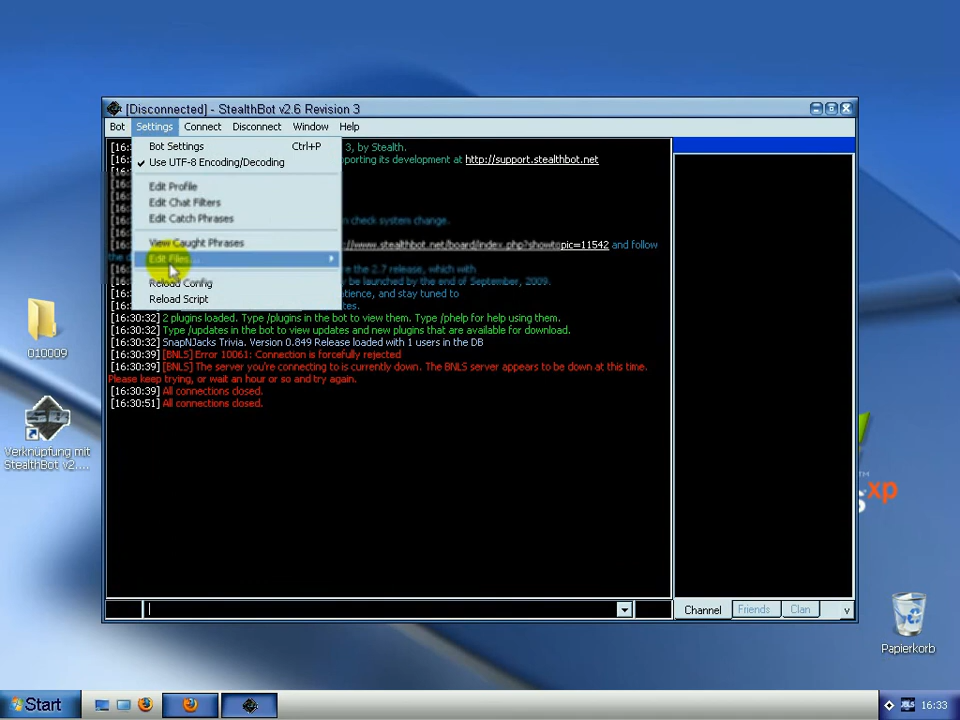 [Disconnected] - StealthBot v2.6 Revision 3
Bot Settings Connect Disconnect Window Help
Bot Settings Ctrl+P
✓ Use UTF-8 Encoding/Decoding
Edit Profile
Edit Chat Filters
Edit Catch Phrases
View Caught Phrases
Edit Files...
Reload Config
Reload Script
3, by Stealth.
porting its development at http://support.stealthbot.net
n check system change.
://www.stealthbot.net/board/index.php?showtopic=11542 and follow
re the 2.7 release, which with
y be launched by the end of September, 2009.
tience, and stay tuned to
tes.
[16:30:32] 2 plugins loaded. Type /plugins in the bot to view them. Type /phelp for help using them.
[16:30:32] Type /updates in the bot to view updates and new plugins that are available for download.
[16:30:32] SnapNJacks Trivia. Version 0.849 Release loaded with 1 users in the DB
[16:30:39] [BNLS] Error 10061: Connection is forcefully rejected
[16:30:39] [BNLS] The server you're connecting to is currently down. The BNLS server appears to be down at this time.
Please keep trying, or wait an hour or so and try again.
[16:30:39] All connections closed.
[16:30:51] All connections closed.
Channel Friends Clan v
010009
Verknüpfung mit
StealthBot v2....
xp
Papierkorb
Start
16:33